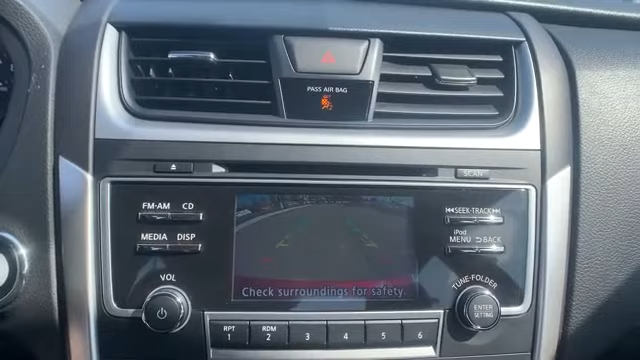 PASS AIR BAG
SCAN
FM·AM CD
MEDIA DISP
VOL
Check surroundings for safety.
SEEK·TRACK
iPod
MENU BACK
TUNE·FOLDER
ENTER
SETTING
RPT RDM
1 2 3 4 5 6